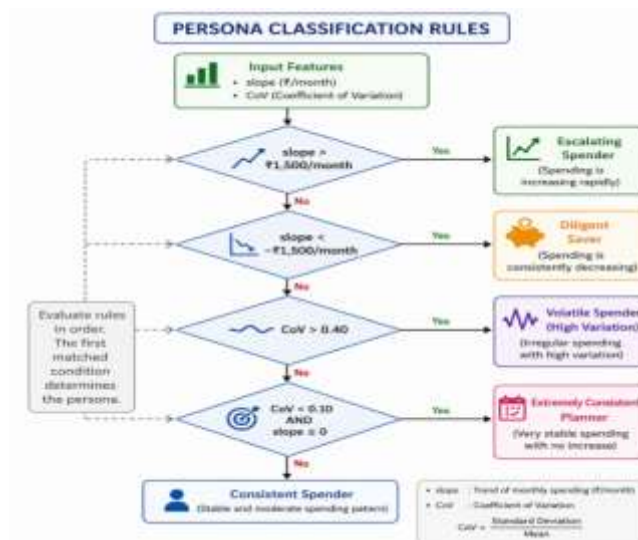 PERSONA CLASSIFICATION RULES
Input Features
• slope (₹/month)
• CoV (Coefficient of Variation)
slope >
₹1,500/month
Yes
Escalating
Spender
(Spending is
increasing rapidly)
No
slope <
−₹1,500/month
Yes
Diligent
Saver
(Spending is
consistently decreasing)
No
Evaluate rules
in order.
The first
matched
condition
determines
the persona.
CoV > 0.40
Yes
Volatile Spender
(High Variation)
(Irregular spending
with high variation)
No
CoV < 0.10
AND
slope ≤ 0
Yes
Extremely Consistent
Planner
(Very stable spending
with no increase)
No
Consistent Spender
(Stable and moderate spending pattern)
• slope : Trend of monthly spending (₹/month)
• CoV : Coefficient of Variation
CoV = Standard Deviation
Mean